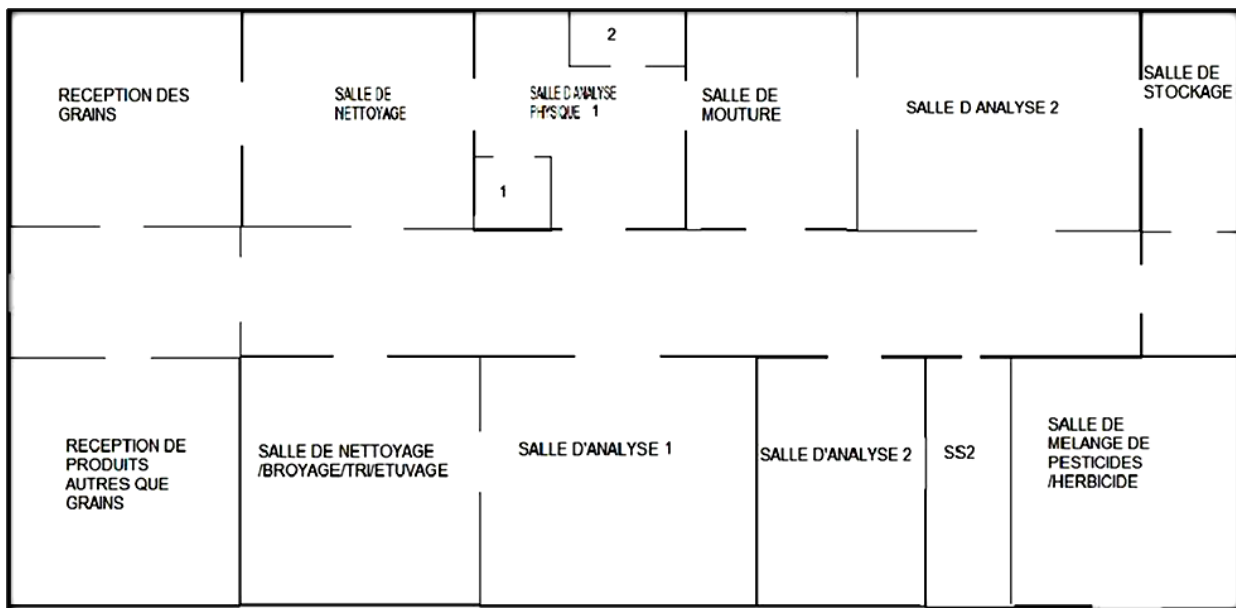 2
RECEPTION DES
GRAINS
SALLE DE
NETTOYAGE
SALLE D ANALYSE
PHYSIQUE 1
SALLE DE
MOUTURE
SALLE D ANALYSE 2
SALLE DE
STOCKAGE
1
RECEPTION DE
PRODUITS
AUTRES QUE
GRAINS
SALLE DE NETTOYAGE
/BROYAGE/TRI/ETUVAGE
SALLE D'ANALYSE 1
SALLE D'ANALYSE 2
SS2
SALLE DE
MELANGE DE
PESTICIDES
/HERBICIDE